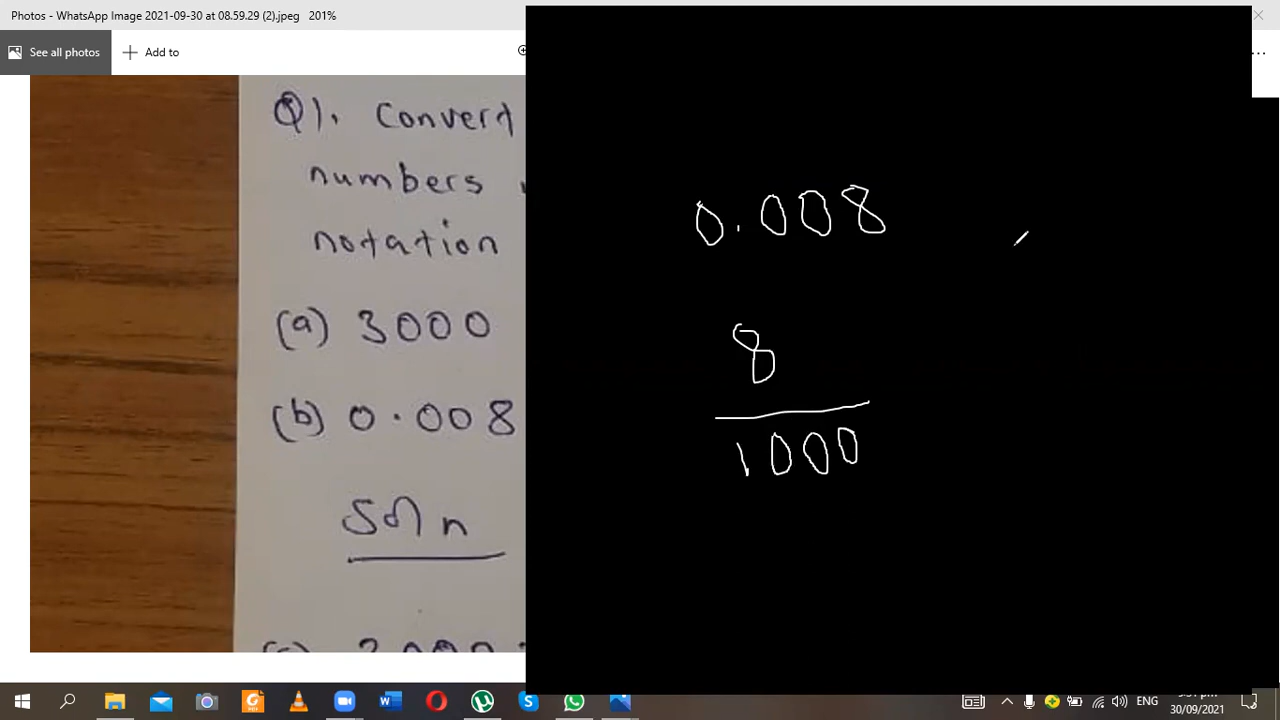 Photos - WhatsApp Image 2021-09-30 at 08.59.29 (2).jpeg 201%
See all photos
Add to
Q1. Convert
numbers
notation
(a) 3000
(b) 0.008
Soln
0.008
8
1000
ENG
30/09/2021